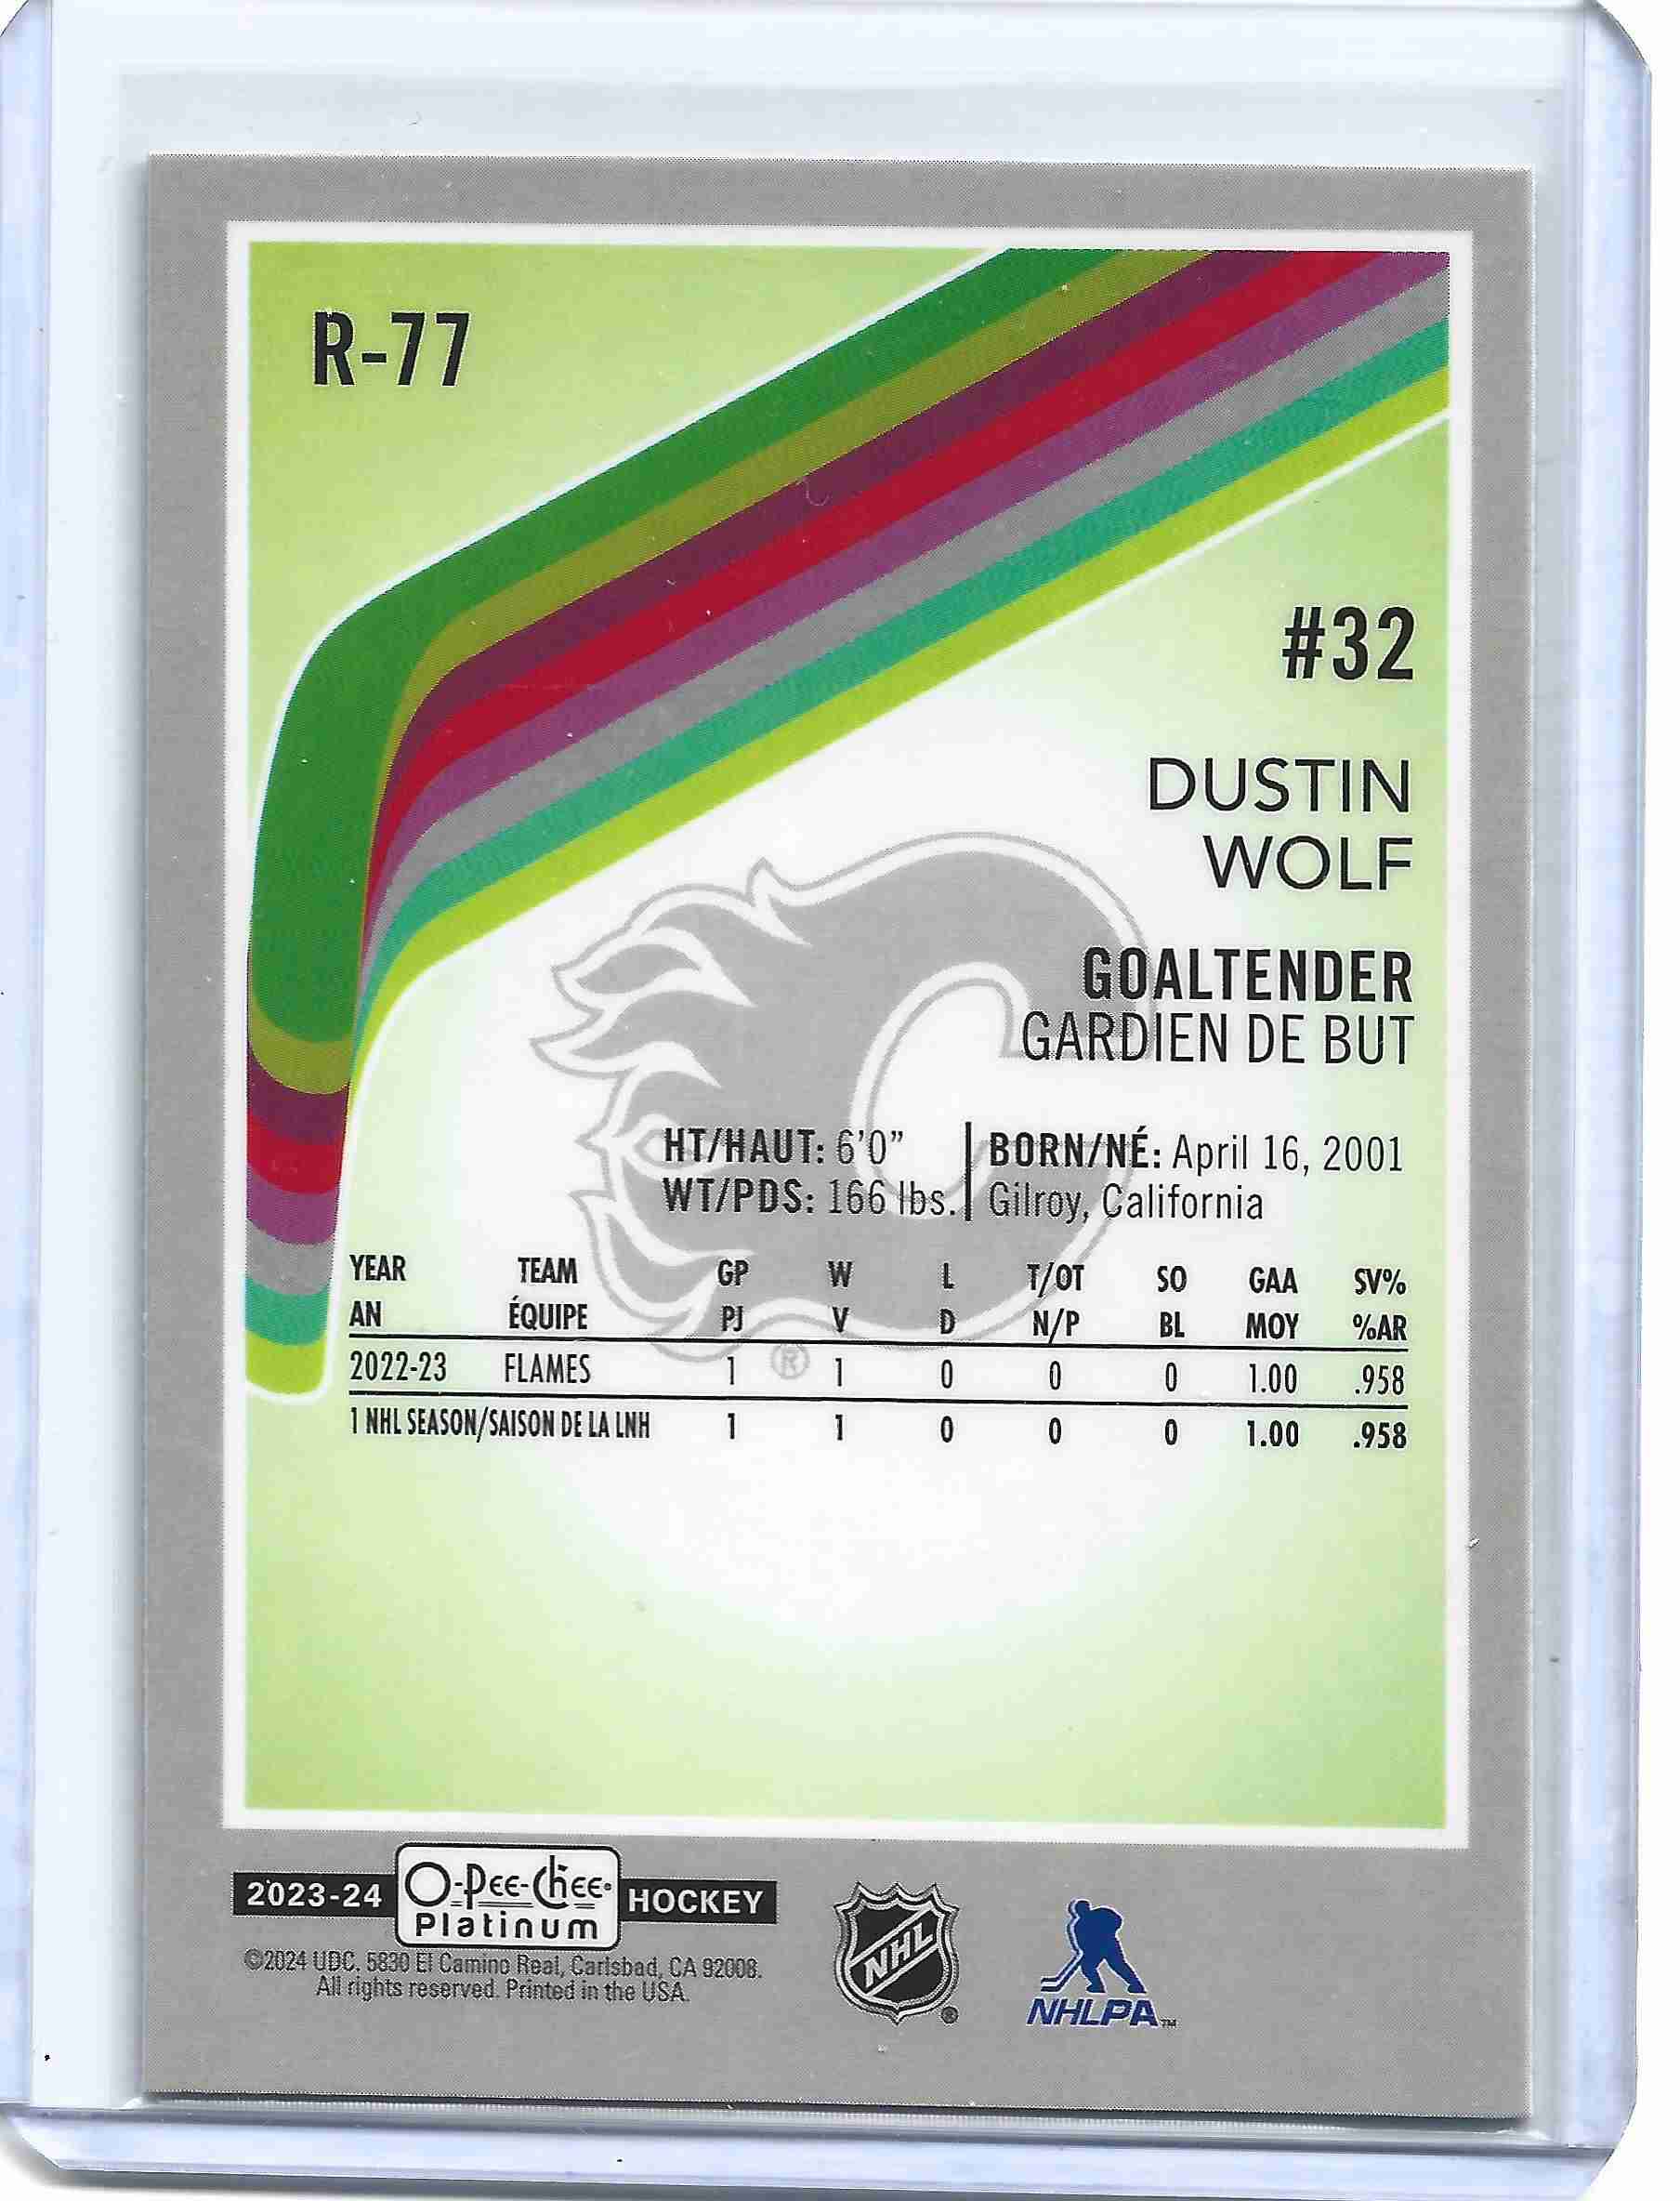 R-77
#32
DUSTIN
WOLF
GOALTENDER
GARDIEN DE BUT
HT/HAUT: 6'0" | BORN/NÉ: April 16, 2001
WT/PDS: 166 lbs. | Gilroy, California
YEAR TEAM GP W L T/OT SO GAA SV%
AN ÉQUIPE PJ V D N/P BL MOY %AR
2022-23 FLAMES 1 1 0 0 0 1.00 .958
1 NHL SEASON/SAISON DE LA LNH 1 1 0 0 0 1.00 .958
®
2023-24 O-Pee-Chee® HOCKEY
Platinum
©2024 UDC. 5830 El Camino Real, Carlsbad, CA 92008.
All rights reserved. Printed in the USA.
NHL ®
NHLPA™